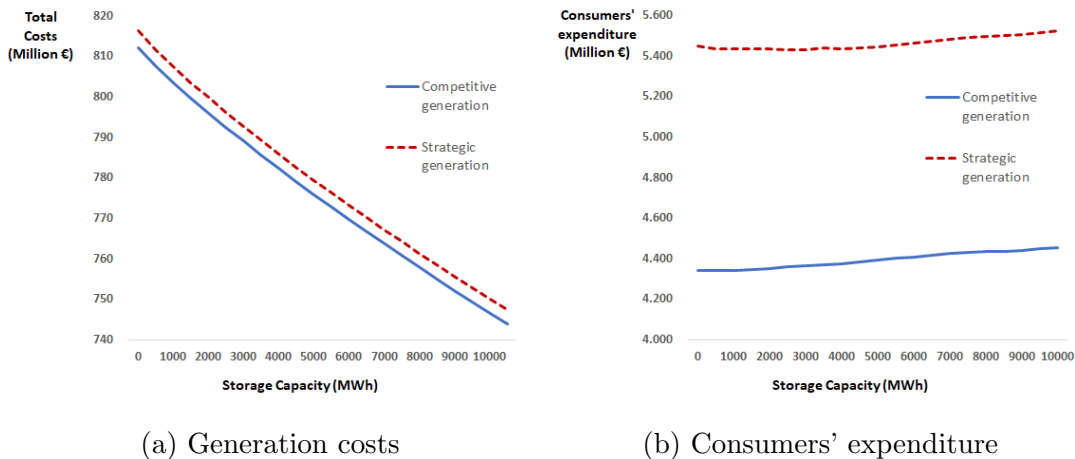 Total
Costs
(Million €)
820
810
800
790
780
770
760
750
740
0 1000 2000 3000 4000 5000 6000 7000 8000 9000 10000
Storage Capacity (MWh)
Competitive
generation
Strategic
generation
(a) Generation costs
Consumers'
expenditure
(Million €)
5.600
5.400
5.200
5.000
4.800
4.600
4.400
4.200
4.000
0 1000 2000 3000 4000 5000 6000 7000 8000 9000 10000
Storage Capacity (MWh)
Competitive
generation
Strategic
generation
(b) Consumers' expenditure